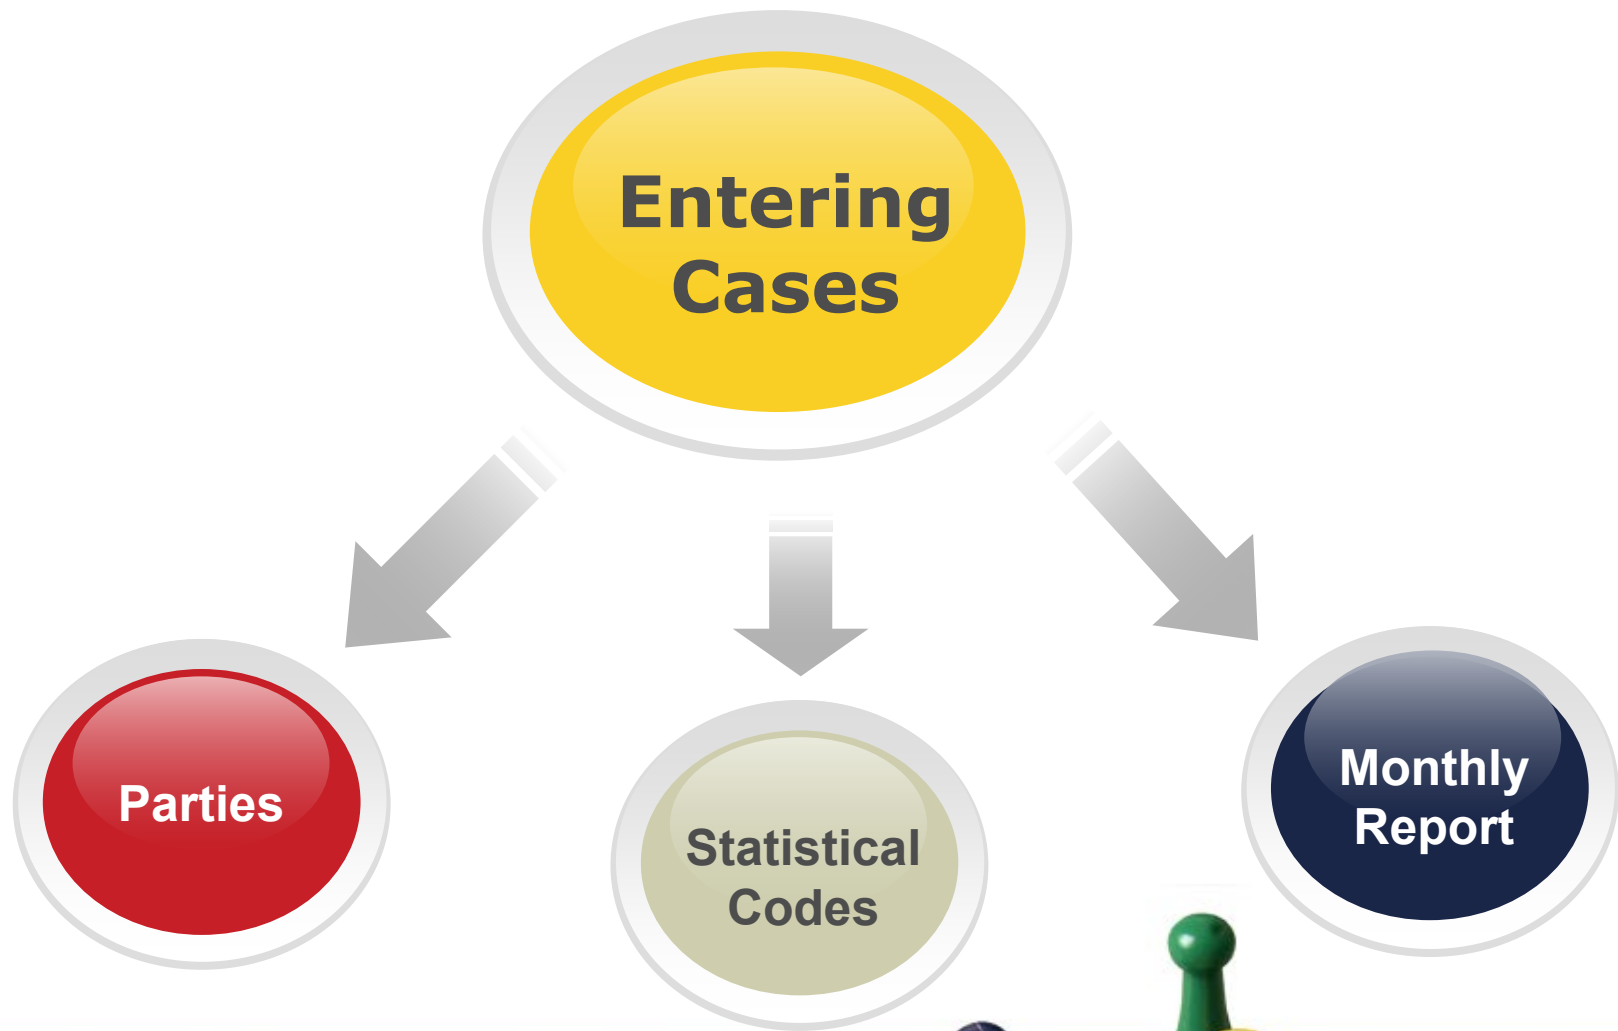 Entering
Cases
Parties
Statistical
Codes
Monthly
Report